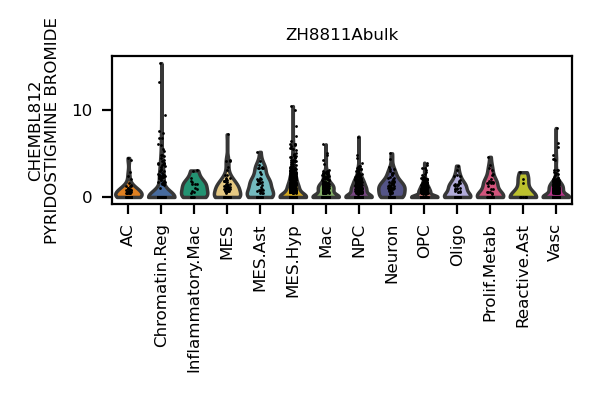 ZH8811Abulk
CHEMBL812
PYRIDOSTIGMINE BROMIDE
10
0
AC
Chromatin.Reg
Inflammatory.Mac
MES
MES.Ast
MES.Hyp
Mac
NPC
Neuron
OPC
Oligo
Prolif.Metab
Reactive.Ast
Vasc